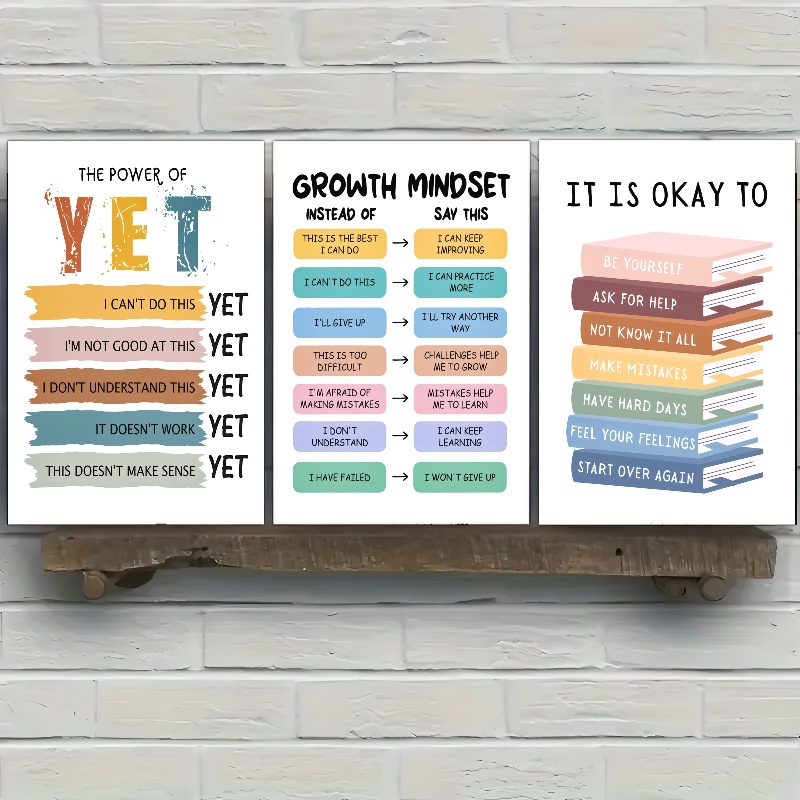 THE POWER OF
YET
I CAN'T DO THIS YET
I'M NOT GOOD AT THIS YET
I DON'T UNDERSTAND THIS YET
IT DOESN'T WORK YET
THIS DOESN'T MAKE SENSE YET
GROWTH MINDSET
INSTEAD OF
SAY THIS
THIS IS THE BEST
I CAN DO
I CAN KEEP
IMPROVING
I CAN'T DO THIS
I CAN PRACTICE
MORE
I'LL GIVE UP
I'LL TRY ANOTHER
WAY
THIS IS TOO
DIFFICULT
CHALLENGES HELP
ME TO GROW
I'M AFRAID OF
MAKING MISTAKES
MISTAKES HELP
ME TO LEARN
I DON'T
UNDERSTAND
I CAN KEEP
LEARNING
I HAVE FAILED
I WON'T GIVE UP
IT IS OKAY TO
BE YOURSELF
ASK FOR HELP
NOT KNOW IT ALL
MAKE MISTAKES
HAVE HARD DAYS
FEEL YOUR FEELINGS
START OVER AGAIN